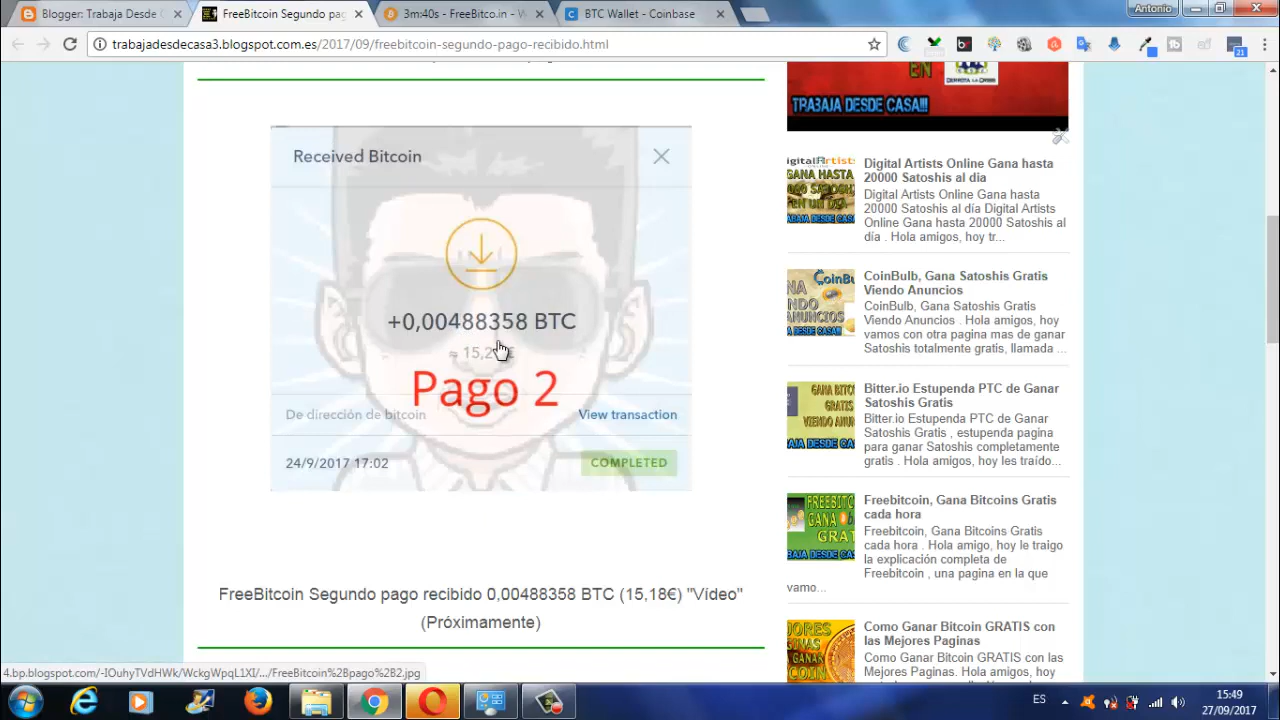 Blogger: Trabaja Desde C
FreeBitcoin Segundo pag
3m:40s - FreeBitco.in - W
BTC Wallet - Coinbase
Antonio
trabajadesdecasa3.blogspot.com.es/2017/09/freebitcoin-segundo-pago-recibido.html
21
EN
DERROTA LA CRISIS
TRABAJA DESDE CASA!!!
Received Bitcoin
+0,00488358 BTC
Pago 2
De dirección de bitcoin
View transaction
24/9/2017 17:02
COMPLETED
FreeBitcoin Segundo pago recibido 0,00488358 BTC (15,18€) "Vídeo"
(Próximamente)
Digital Artists Online Gana hasta
20000 Satoshis al dia
Digital Artists Online Gana hasta
20000 Satoshis al día Digital Artists
Online Gana hasta 20000 Satoshis al
día . Hola amigos, hoy tr...
CoinBulb, Gana Satoshis Gratis
Viendo Anuncios
CoinBulb, Gana Satoshis Gratis
Viendo Anuncios . Hola amigos, hoy
vamos con otra pagina mas de ganar
Satoshis totalmente gratis, llamada ...
Bitter.io Estupenda PTC de Ganar
Satoshis Gratis
Bitter.io Estupenda PTC de Ganar
Satoshis Gratis , estupenda pagina
para ganar Satoshis completamente
gratis . Hola amigos, hoy les traído...
Freebitcoin, Gana Bitcoins Gratis
cada hora
Freebitcoin, Gana Bitcoins Gratis
cada hora . Hola amigo, hoy le traigo
la explicación completa de
Freebitcoin , una pagina en la que
vamo...
Como Ganar Bitcoin GRATIS con
las Mejores Paginas
Como Ganar Bitcoin GRATIS con
las Mejores Paginas . Hola amigos,
4.bp.blogspot.com/-lOuhyTVdHWk/WckgWpqL1XI/.../FreeBitcoin%2Bpago%2B2.jpg
ES
15:49
27/09/2017